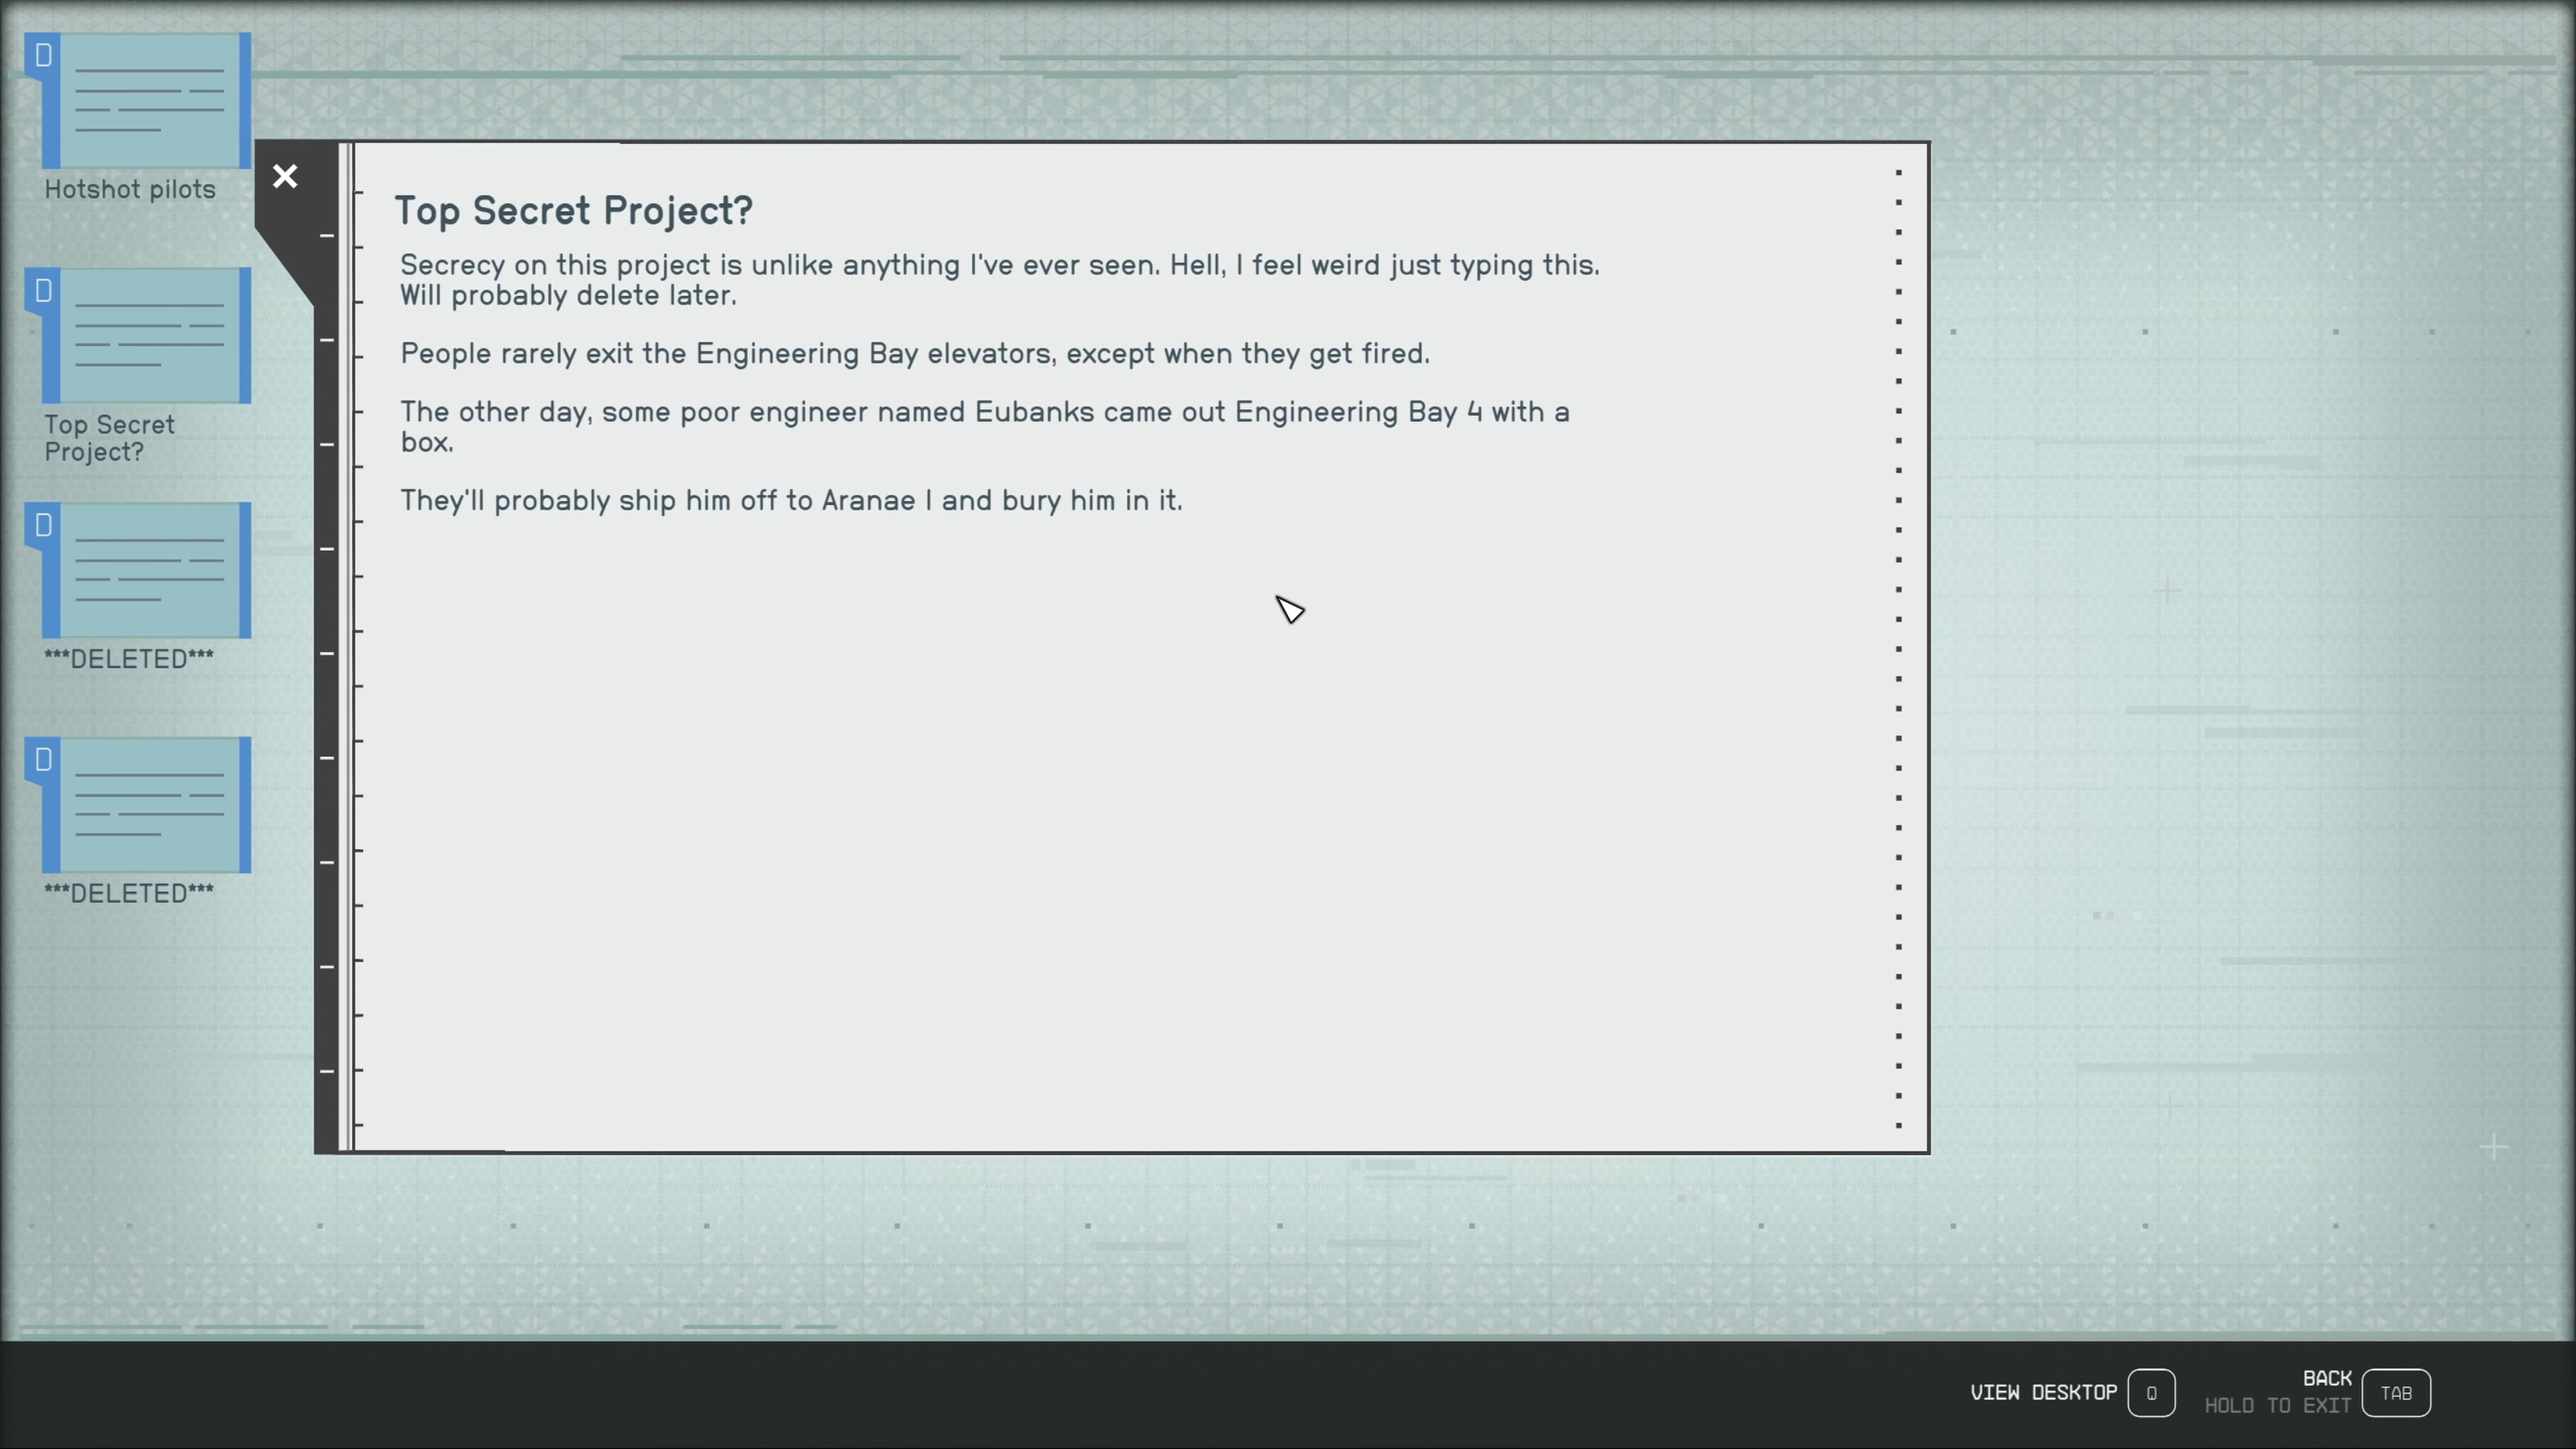 D
Hotshot pilots
D
Top Secret
Project?
D
***DELETED***
D
***DELETED***
Top Secret Project?
Secrecy on this project is unlike anything I've ever seen. Hell, I feel weird just typing this.
Will probably delete later.
People rarely exit the Engineering Bay elevators, except when they get fired.
The other day, some poor engineer named Eubanks came out Engineering Bay 4 with a
box.
They'll probably ship him off to Aranae I and bury him in it.
VIEW DESKTOP Q
BACK
HOLD TO EXIT TAB